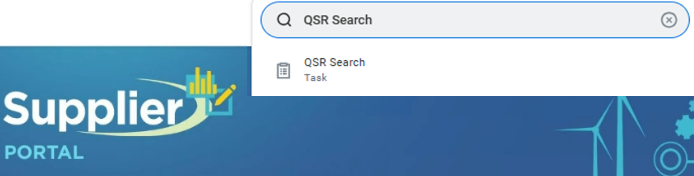 QSR Search
QSR Search
Task
Supplier
PORTAL